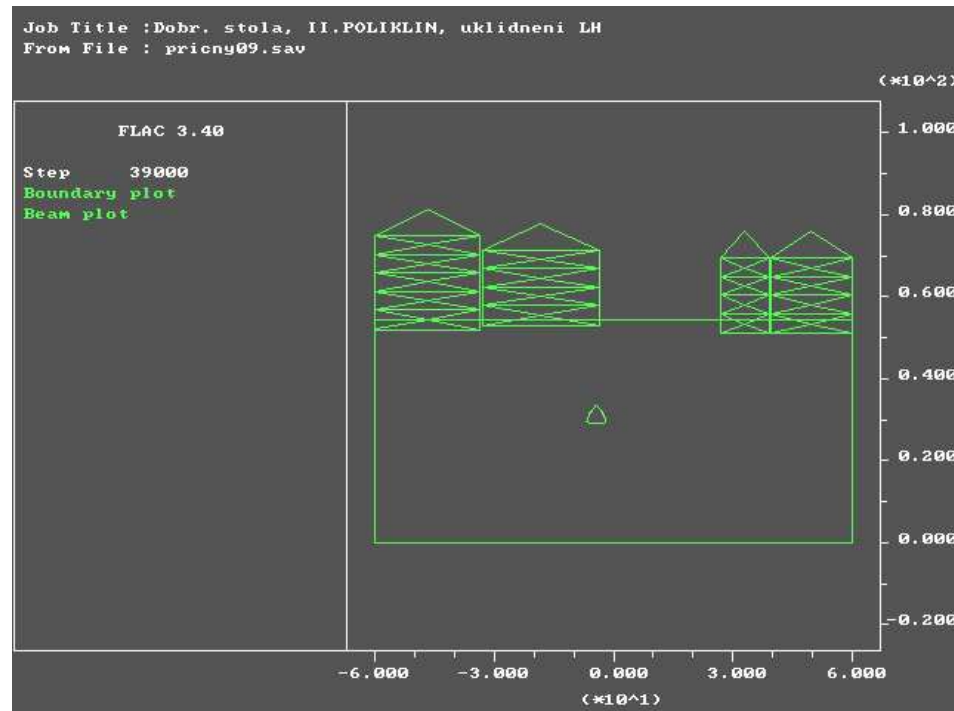 Job Title :Dobr. stola, II.POLIKLIN, uklidneni LH
From File : pricny09.sav
(*10^2)
FLAC 3.40
Step 39000
Boundary plot
Beam plot
1.000
0.800
0.600
0.400
0.200
0.000
-0.200
-6.000 -3.000 0.000 3.000 6.000
(*10^1)